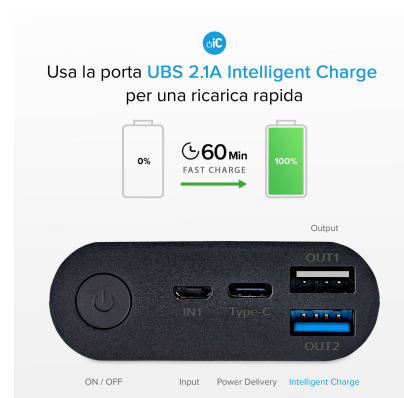 iC
Usa la porta UBS 2.1A Intelligent Charge
per una ricarica rapida
0%
60 Min
FAST CHARGE
100%
Output
OUT1
IN1
Type-C
OUT2
ON / OFF
Input
Power Delivery
Intelligent Charge